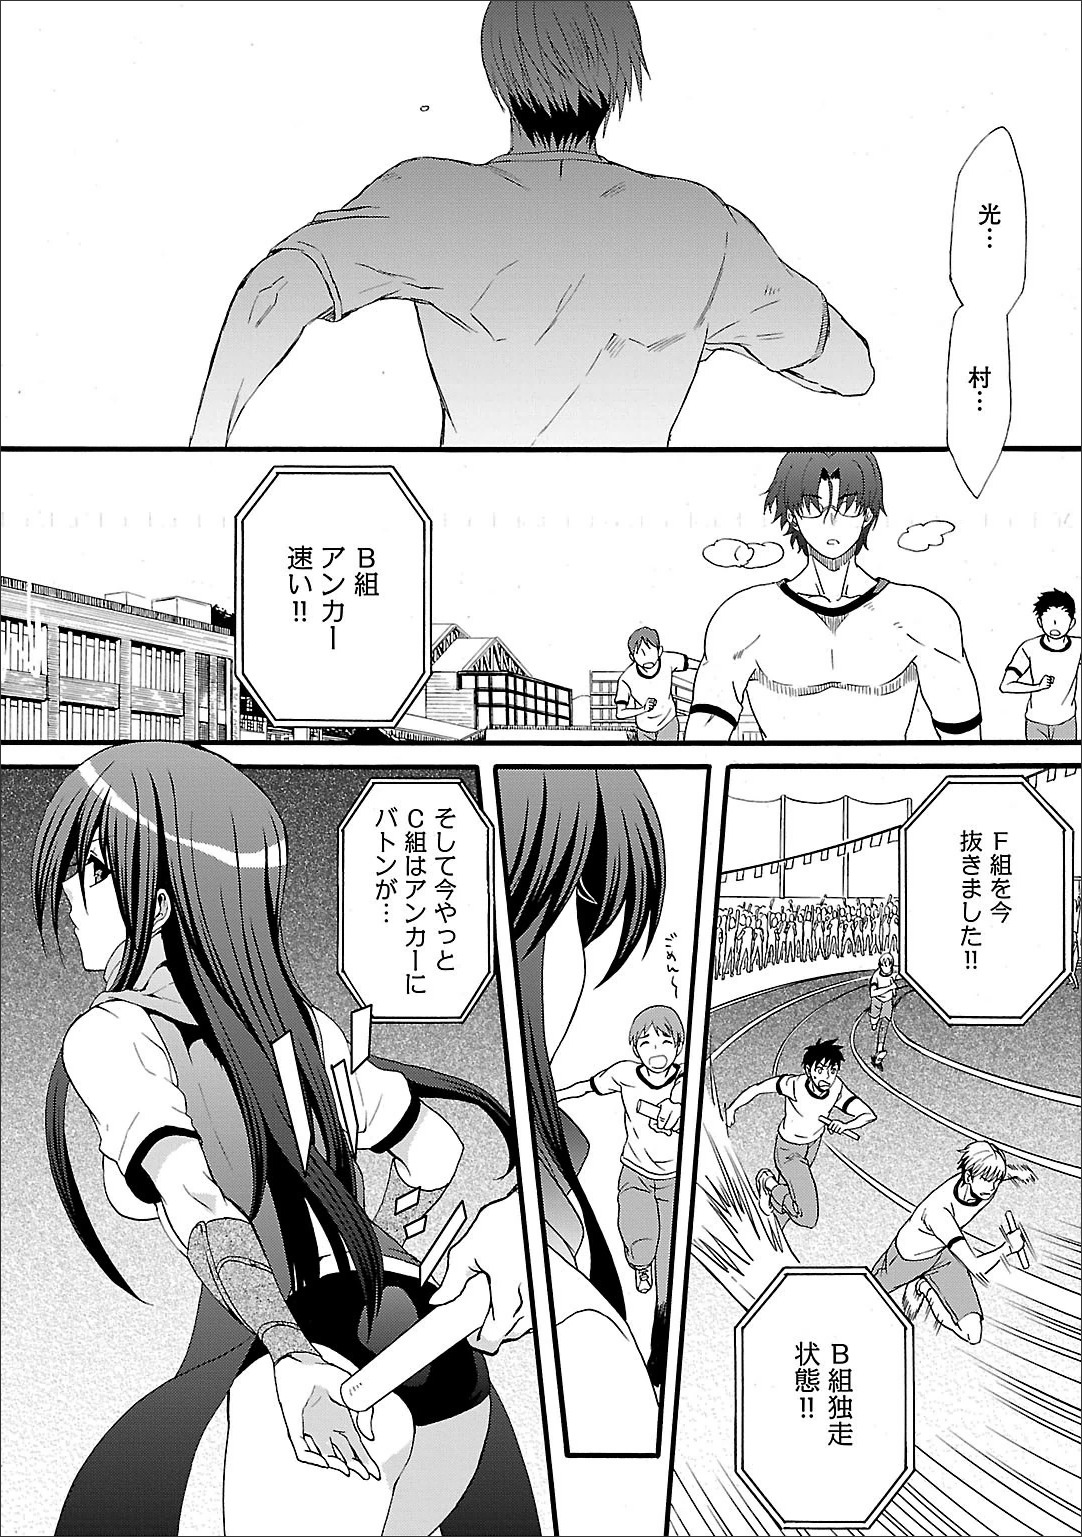 光…
村…
B組
アンカー
速い!!
F組を今
抜きました!!
B組独走
状態!!
ごめん〜
そして今やっと
C組はアンカーに
バトンが…